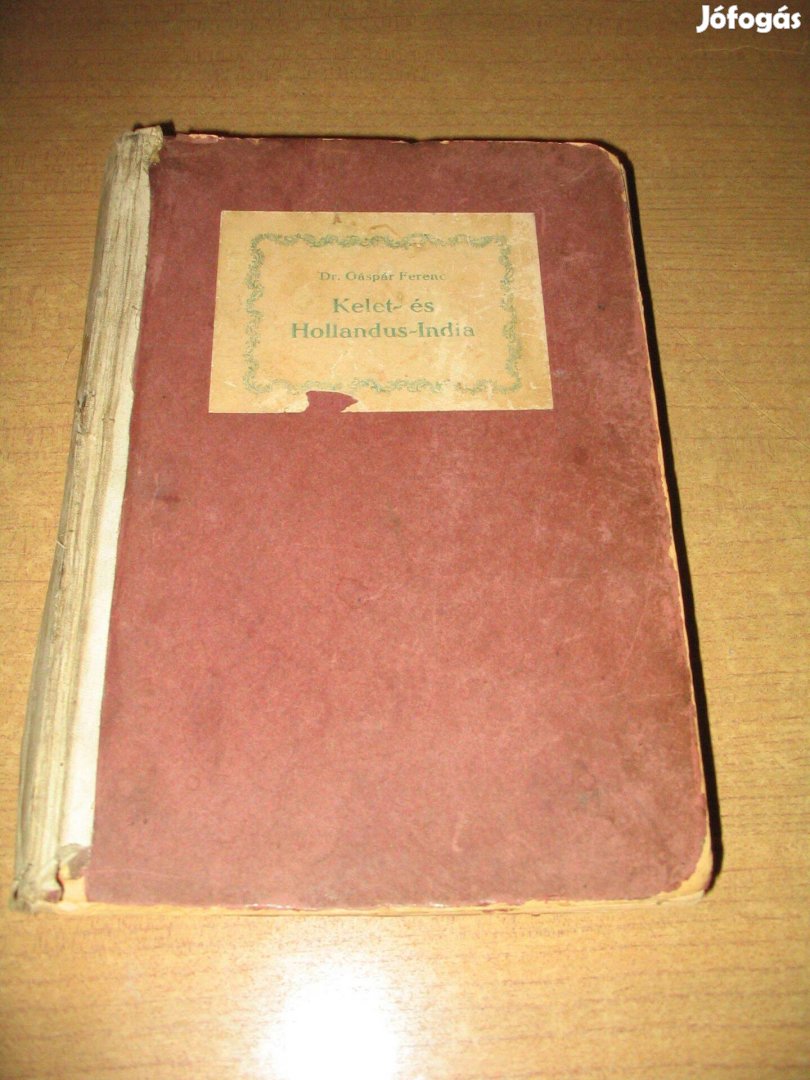 Jófogás
Dr. Gáspár Ferenc
Kelet- és
Hollandus-India